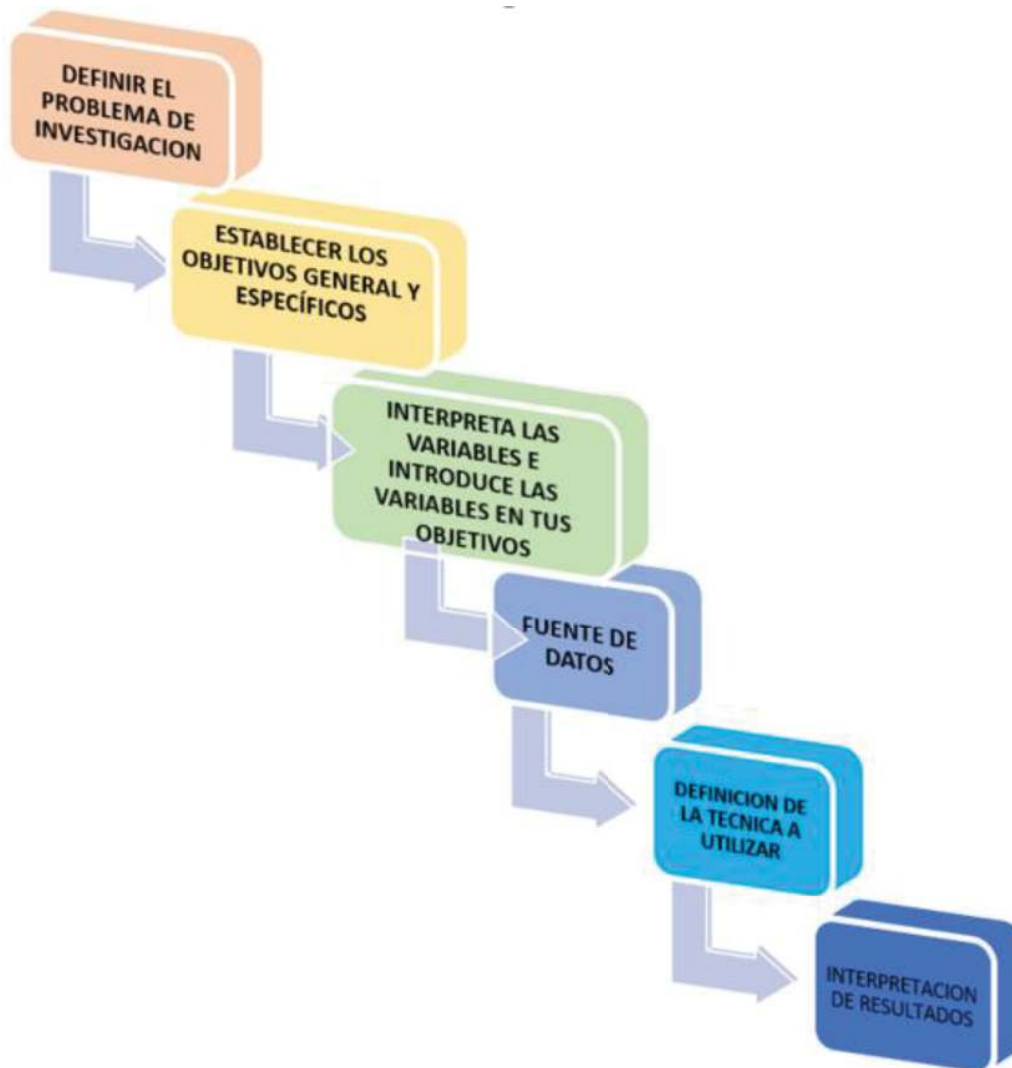 DEFINIR EL
PROBLEMA DE
INVESTIGACION
ESTABLECER LOS
OBJETIVOS GENERAL Y
ESPECÍFICOS
INTERPRETA LAS
VARIABLES E
INTRODUCE LAS
VARIABLES EN TUS
OBJETIVOS
FUENTE DE
DATOS
DEFINICION DE
LA TECNICA A
UTILIZAR
INTERPRETACION
DE RESULTADOS